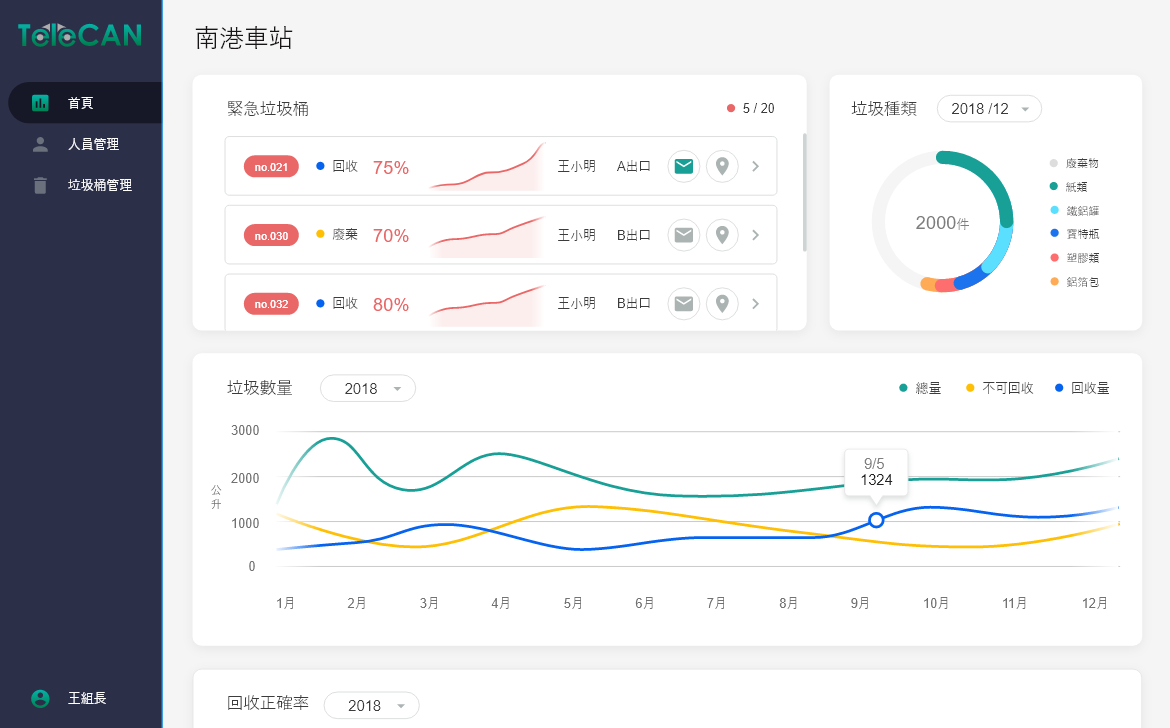 TeleCAN
首頁
人員管理
垃圾桶管理
王組長
南港車站
緊急垃圾桶
5 / 20
no.021 回收 75% 王小明 A出口
no.030 廢棄 70% 王小明 B出口
no.032 回收 80% 王小明 B出口
垃圾種類 2018 /12
2000件
廢棄物
紙類
鐵鋁罐
寶特瓶
塑膠類
鋁箔包
垃圾數量 2018
總量 不可回收 回收量
公升
3000
2000
1000
0
9/5
1324
1月 2月 3月 4月 5月 6月 7月 8月 9月 10月 11月 12月
回收正確率 2018